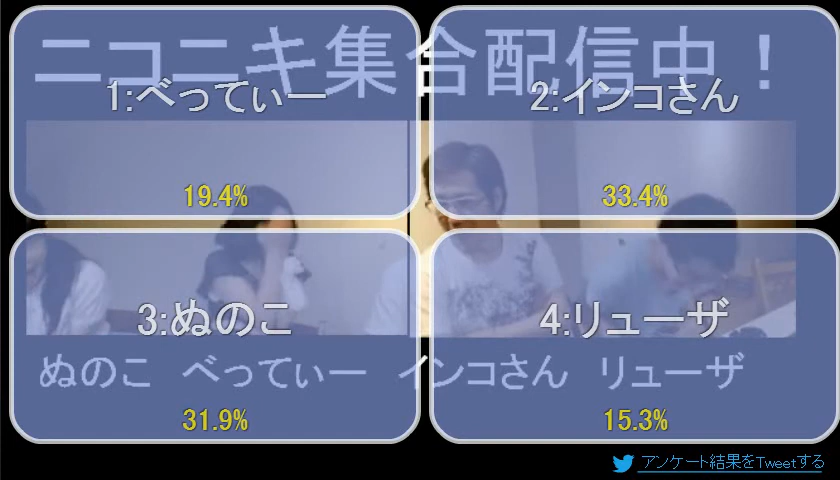 ニコニキ集合配信中！
1:べってぃー
2:インコさん
19.4%
33.4%
3:ぬのこ
4:リューザ
ぬのこ べってぃー インコさん リューザ
31.9%
15.3%
アンケート結果をTweetする